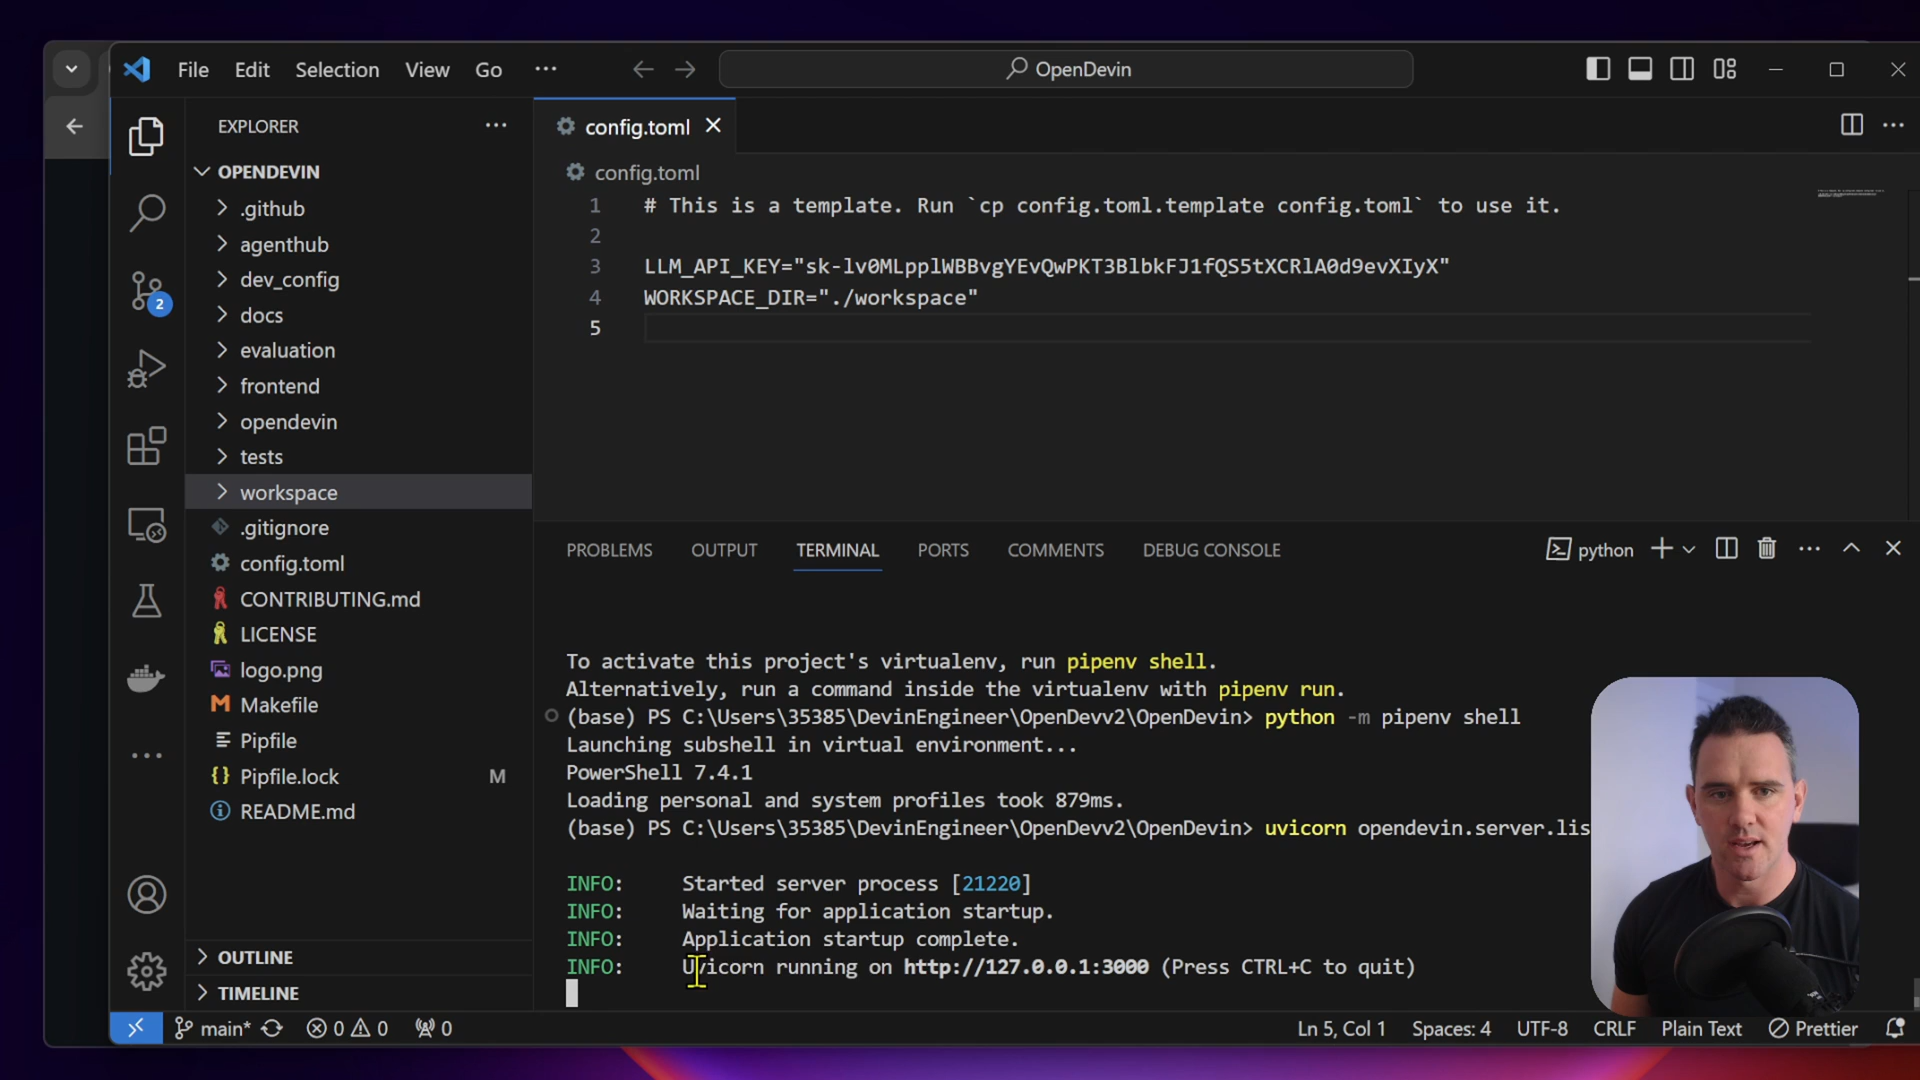 File Edit Selection View Go ···
OpenDevin
EXPLORER
OPENDEVIN
.github
agenthub
dev_config
docs
evaluation
frontend
opendevin
tests
workspace
.gitignore
config.toml
CONTRIBUTING.md
LICENSE
logo.png
Makefile
Pipfile
Pipfile.lock M
README.md
OUTLINE
TIMELINE
2
config.toml
config.toml
1 # This is a template. Run `cp config.toml.template config.toml` to use it.
2
3 LLM_API_KEY="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"
4 WORKSPACE_DIR="./workspace"
5
PROBLEMS OUTPUT TERMINAL PORTS COMMENTS DEBUG CONSOLE
python
To activate this project's virtualenv, run pipenv shell.
Alternatively, run a command inside the virtualenv with pipenv run.
(base) PS C:\Users\35385\DevinEngineer\OpenDevv2\OpenDevin> python -m pipenv shell
Launching subshell in virtual environment...
PowerShell 7.4.1
Loading personal and system profiles took 879ms.
(base) PS C:\Users\35385\DevinEngineer\OpenDevv2\OpenDevin> uvicorn opendevin.server.lis
INFO: Started server process [21220]
INFO: Waiting for application startup.
INFO: Application startup complete.
INFO: Uvicorn running on http://127.0.0.1:3000 (Press CTRL+C to quit)
main* 0 0 0
Ln 5, Col 1 Spaces: 4 UTF-8 CRLF Plain Text Prettier